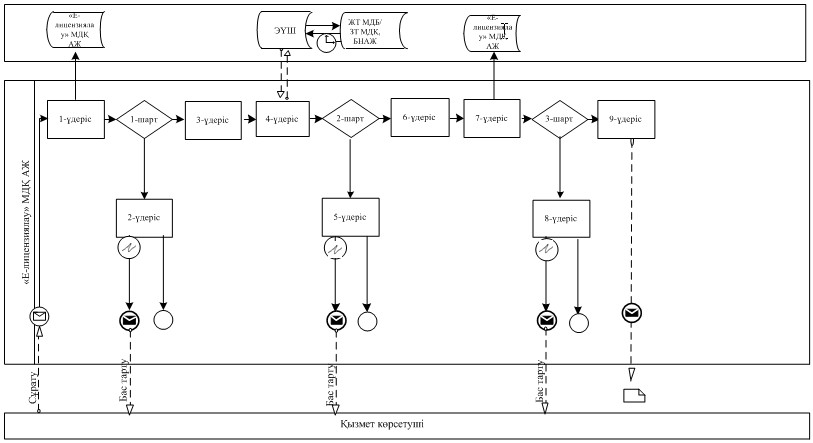 «Е-
лицензияла
у» МДҚ
АЖ
ЭҮШ
ЖТ МДБ/
ЗТ МДҚ,
БНАЖ
«Е-
лицензияла
у» МДҚ
АЖ
«Е-лицензиялау» МДҚ АЖ
1-үдеріс
1-шарт
3-үдеріс
4-үдеріс
2-шарт
6-үдеріс
7-үдеріс
3-шарт
9-үдеріс
2-үдеріс
5-үдеріс
8-үдеріс
Сұрату
Бас тарту
Бас тарту
Бас тарту
Қызмет көрсетуші